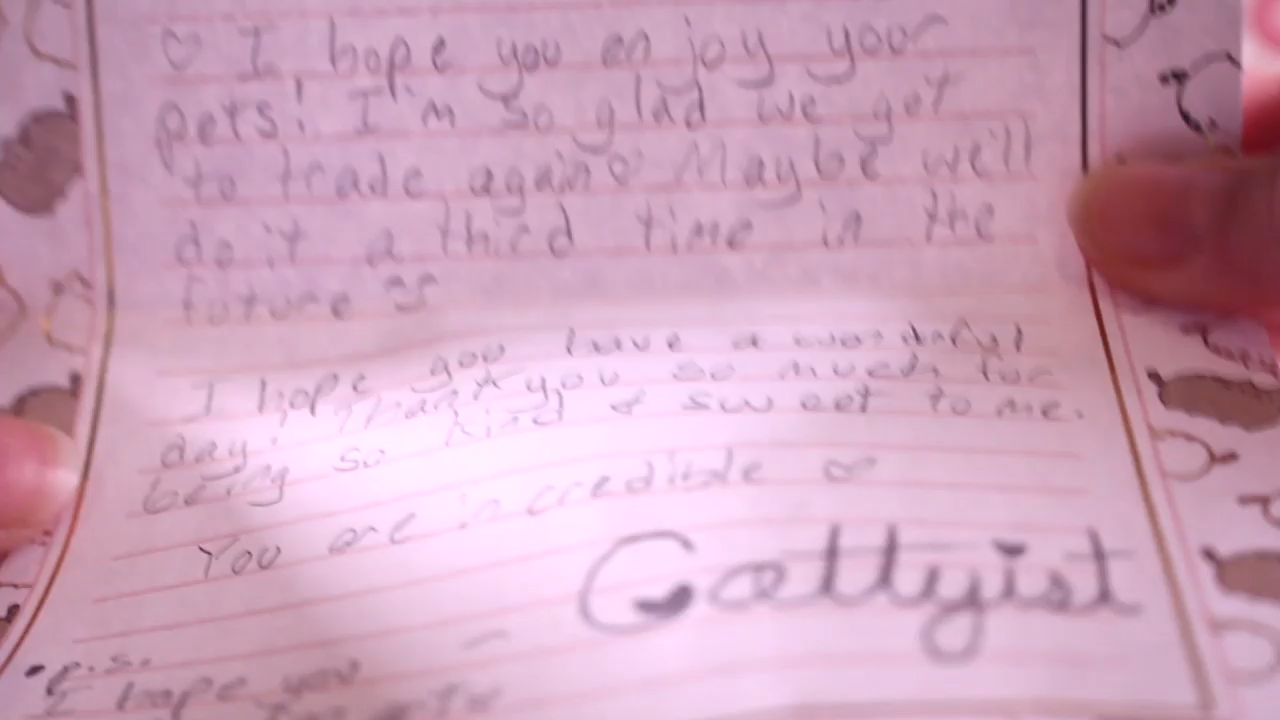 ♡ I hope you enjoy your
pets! I'm so glad we got
to trade again♡ Maybe we'll
do it a third time in the
future
I hope you have a wonderful
day! Thank you so much for
being so kind & sweet to me.
You are incredible
- Cattyist
• p.s.
I hope you